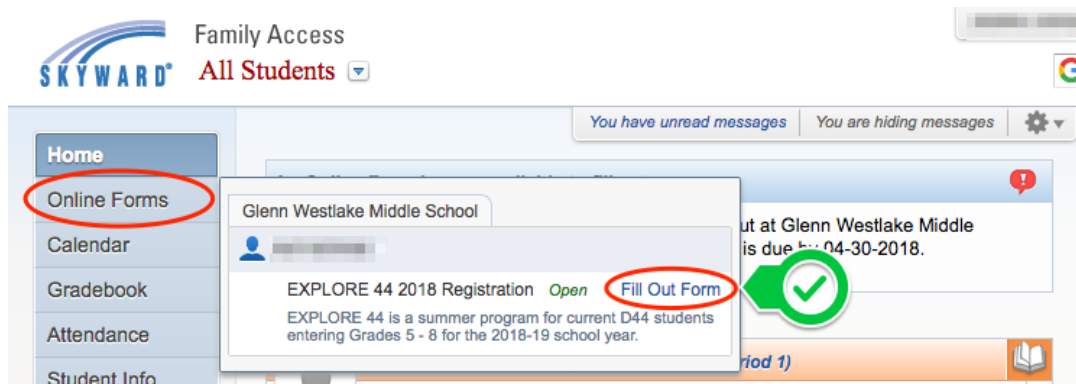 Family Access
SKYWARD®
All Students
You have unread messages
You are hiding messages
Home
Online Forms
Calendar
Gradebook
Attendance
Student Info
Glenn Westlake Middle School
EXPLORE 44 2018 Registration Open Fill Out Form
EXPLORE 44 is a summer program for current D44 students
entering Grades 5 - 8 for the 2018-19 school year.
ut at Glenn Westlake Middle
is due by 04-30-2018.
riod 1)